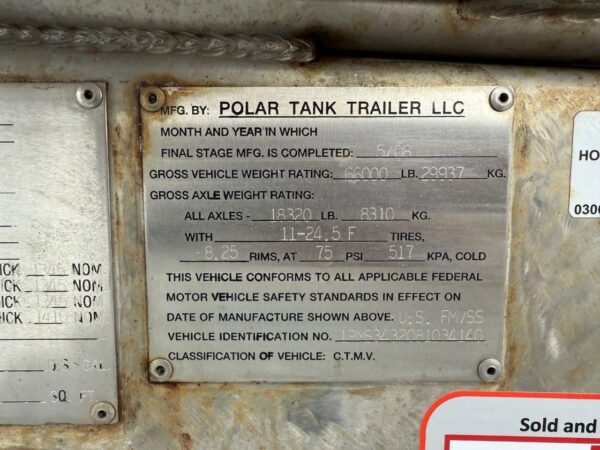 MFG. BY: POLAR TANK TRAILER LLC
MONTH AND YEAR IN WHICH
FINAL STAGE MFG. IS COMPLETED: 5/08
GROSS VEHICLE WEIGHT RATING: 66000 LB. 29937 KG.
GROSS AXLE WEIGHT RATING:
ALL AXLES - 18320 LB. 8310 KG.
WITH 11-24.5 F TIRES,
8.25 RIMS, AT 75 PSI 517 KPA, COLD
THIS VEHICLE CONFORMS TO ALL APPLICABLE FEDERAL
MOTOR VEHICLE SAFETY STANDARDS IN EFFECT ON
DATE OF MANUFACTURE SHOWN ABOVE. U.S. FMVSS
VEHICLE IDENTIFICATION NO.
CLASSIFICATION OF VEHICLE: C.T.M.V.
NOM
NOM
NOM
NOM
SQ. FT
HO
0300
Sold and